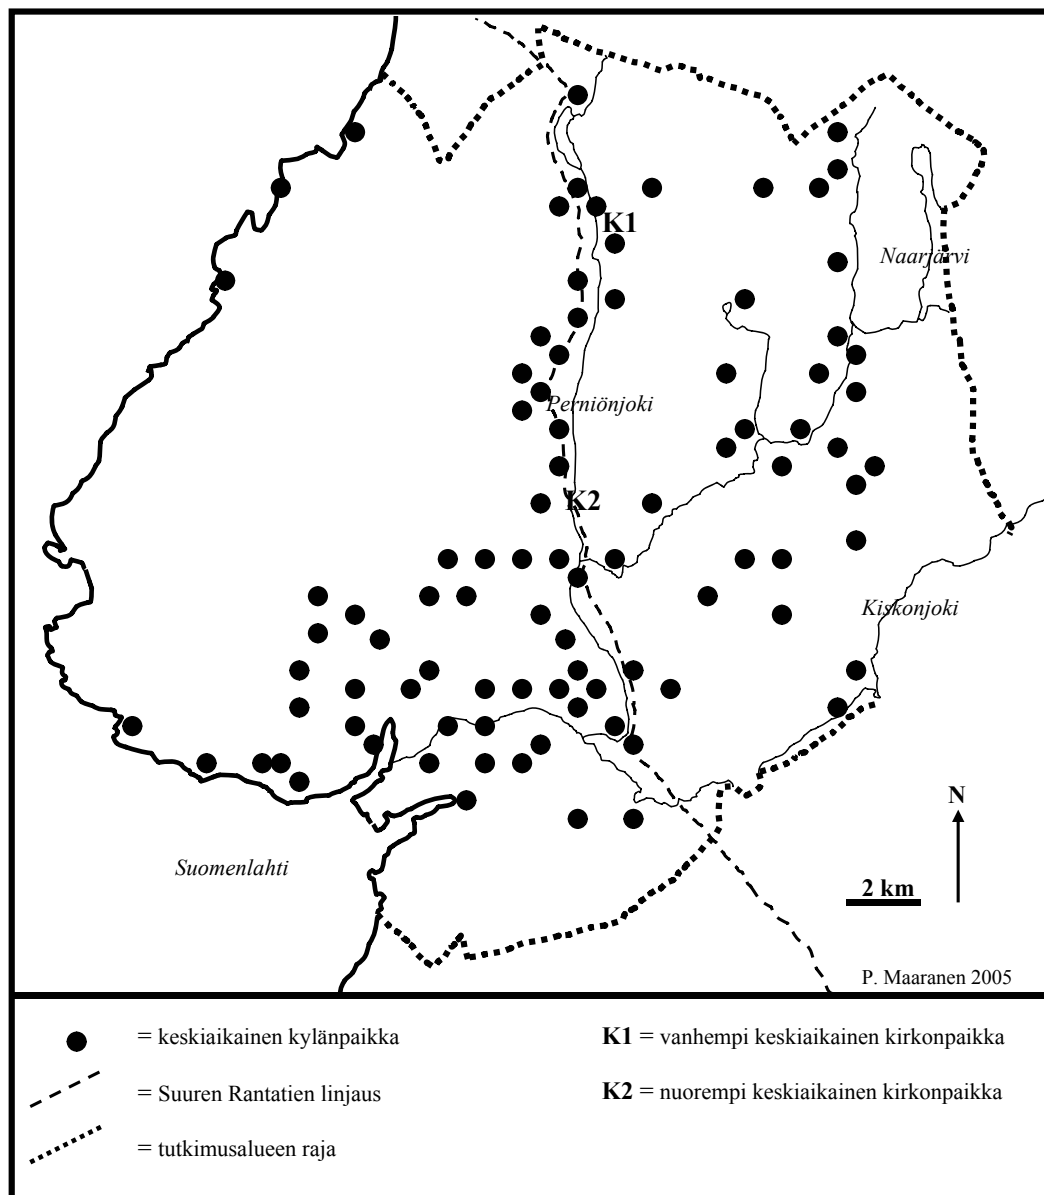 K1
Naarjärvi
Perniönjoki
K2
Kiskonjoki
N
Suomenlahti
2 km
P. Maaranen 2005
= keskiaikainen kylänpaikka
K1 = vanhempi keskiaikainen kirkonpaikka
= Suuren Rantatien linjaus
K2 = nuorempi keskiaikainen kirkonpaikka
= tutkimusalueen raja